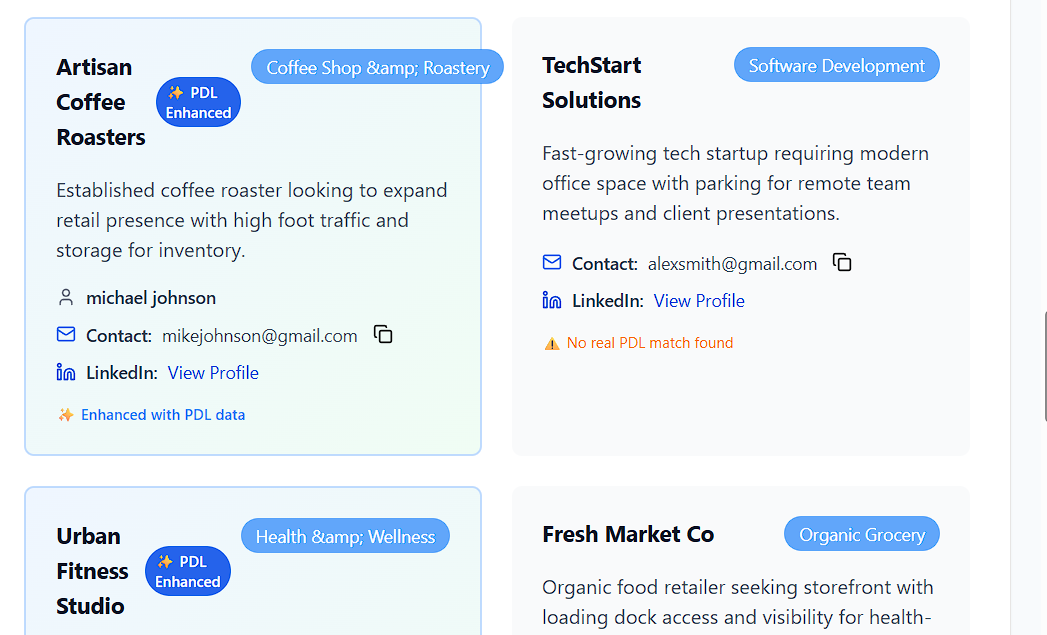 Artisan
Coffee
Roasters
✨ PDL
Enhanced
Coffee Shop &amp; Roastery
Established coffee roaster looking to expand
retail presence with high foot traffic and
storage for inventory.
michael johnson
Contact: mikejohnson@gmail.com
LinkedIn: View Profile
✨ Enhanced with PDL data
TechStart
Solutions
Software Development
Fast-growing tech startup requiring modern
office space with parking for remote team
meetups and client presentations.
Contact: alexsmith@gmail.com
LinkedIn: View Profile
⚠️ No real PDL match found
Urban
Fitness
Studio
✨ PDL
Enhanced
Health &amp; Wellness
Fresh Market Co
Organic Grocery
Organic food retailer seeking storefront with
loading dock access and visibility for health-